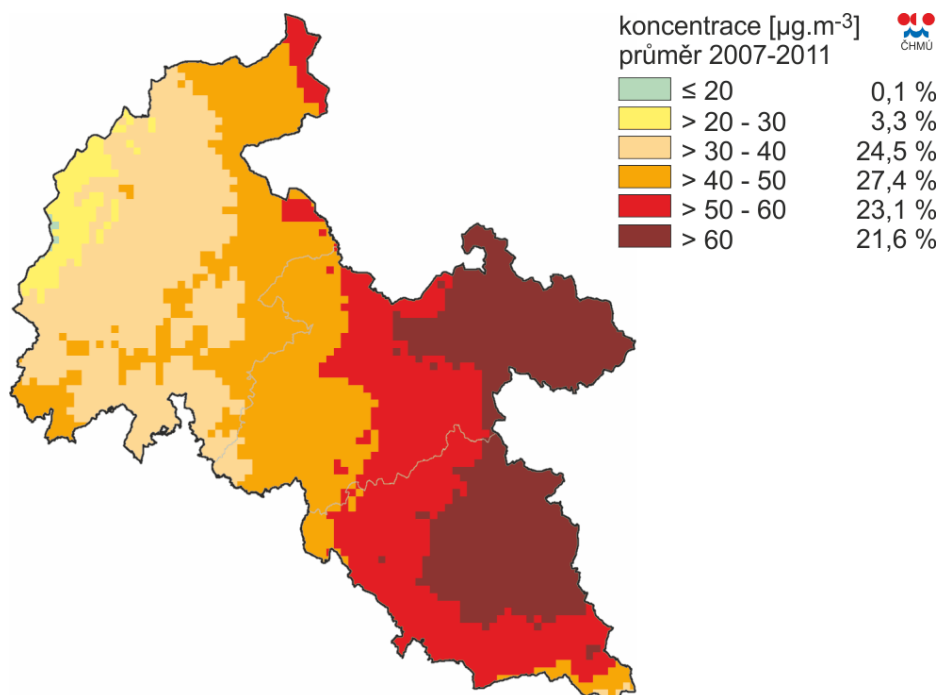 koncentrace [µg.m-3]
průměr 2007-2011
ČHMÚ
≤ 20 0,1 %
> 20 - 30 3,3 %
> 30 - 40 24,5 %
> 40 - 50 27,4 %
> 50 - 60 23,1 %
> 60 21,6 %